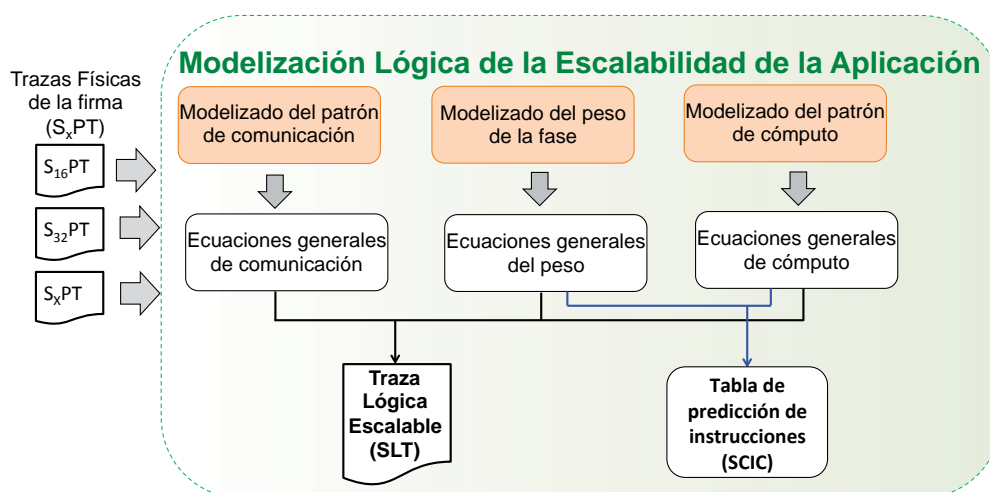 Modelización Lógica de la Escalabilidad de la Aplicación
Trazas Físicas
de la firma
(SₓPT)
S₁₆PT
S₃₂PT
SₓPT
Modelizado del patrón
de comunicación
Modelizado del peso
de la fase
Modelizado del patrón
de cómputo
Ecuaciones generales
de comunicación
Ecuaciones generales
del peso
Ecuaciones generales
de cómputo
Traza
Lógica
Escalable
(SLT)
Tabla de
predicción de
instrucciones
(SCIC)